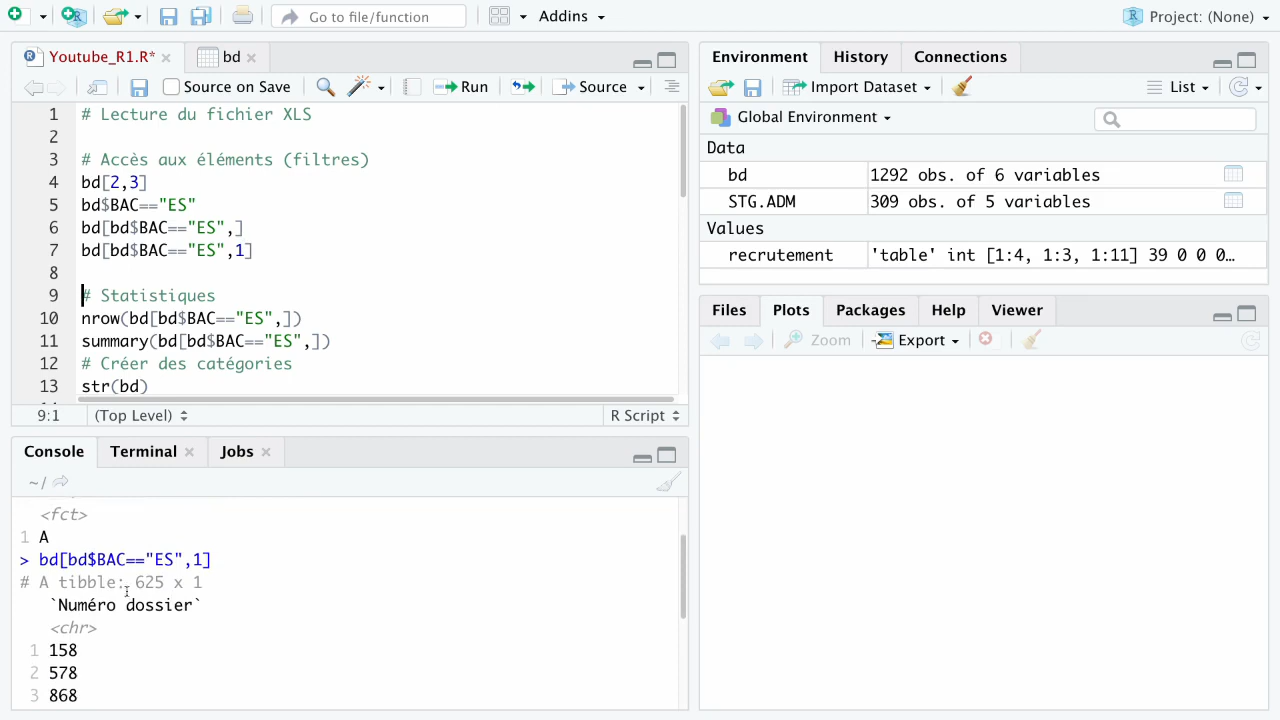 Go to file/function
Addins
Project: (None)
Youtube_R1.R*
bd
Source on Save
Run
Source
1 # Lecture du fichier XLS
2
3 # Accès aux éléments (filtres)
4 bd[2,3]
5 bd$BAC=="ES"
6 bd[bd$BAC=="ES",]
7 bd[bd$BAC=="ES",1]
8
9 # Statistiques
10 nrow(bd[bd$BAC=="ES",])
11 summary(bd[bd$BAC=="ES",])
12 # Créer des catégories
13 str(bd)
9:1 (Top Level) R Script
Console Terminal Jobs
~/
<fct>
1 A
> bd[bd$BAC=="ES",1]
# A tibble: 625 x 1
`Numéro dossier`
<chr>
1 158
2 578
3 868
Environment History Connections
Import Dataset
List
Global Environment
Data
bd 1292 obs. of 6 variables
STG.ADM 309 obs. of 5 variables
Values
recrutement 'table' int [1:4, 1:3, 1:11] 39 0 0 0…
Files Plots Packages Help Viewer
Zoom Export